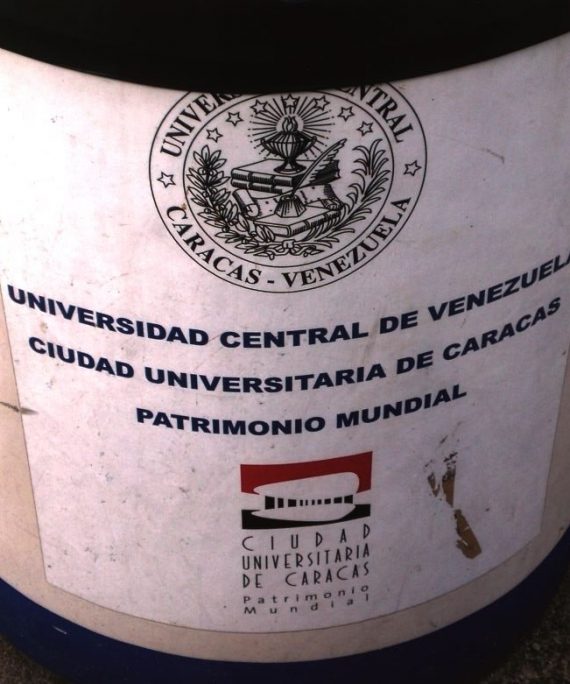 CENTRAL
CARACAS - VENEZUELA
UNIVERSIDAD CENTRAL DE VENEZUELA
CIUDAD UNIVERSITARIA DE CARACAS
PATRIMONIO MUNDIAL
CIUDAD
UNIVERSITARIA
DE CARACAS
Patrimonio
Mundial